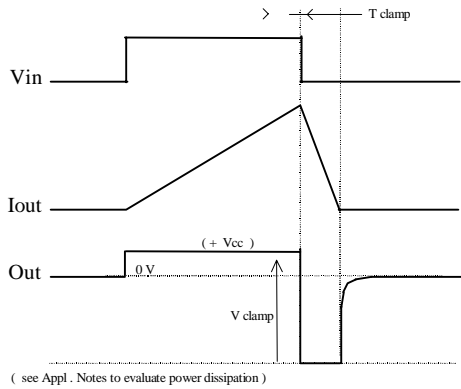 T clamp
Vin
Iout
( + Vcc )
Out
0 V
V clamp
( see Appl . Notes to evaluate power dissipation )